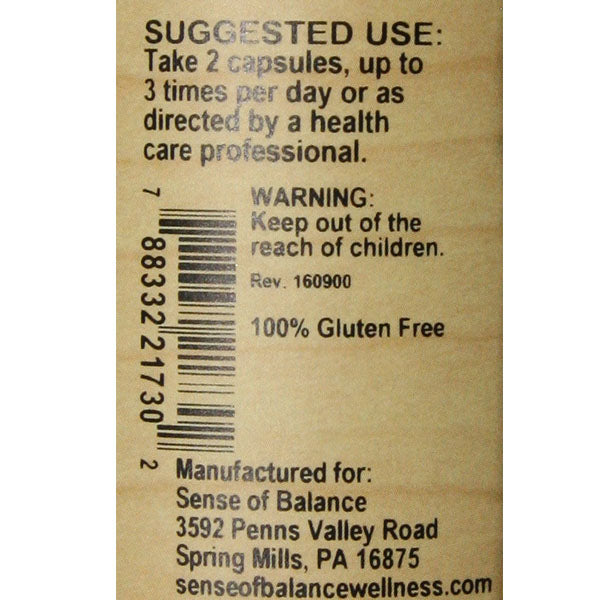 SUGGESTED USE:
Take 2 capsules, up to
3 times per day or as
directed by a health
care professional.
WARNING:
Keep out of the
reach of children.
Rev. 160900
100% Gluten Free
7 88332 21730 2
Manufactured for:
Sense of Balance
3592 Penns Valley Road
Spring Mills, PA 16875
senseofbalancewellness.com